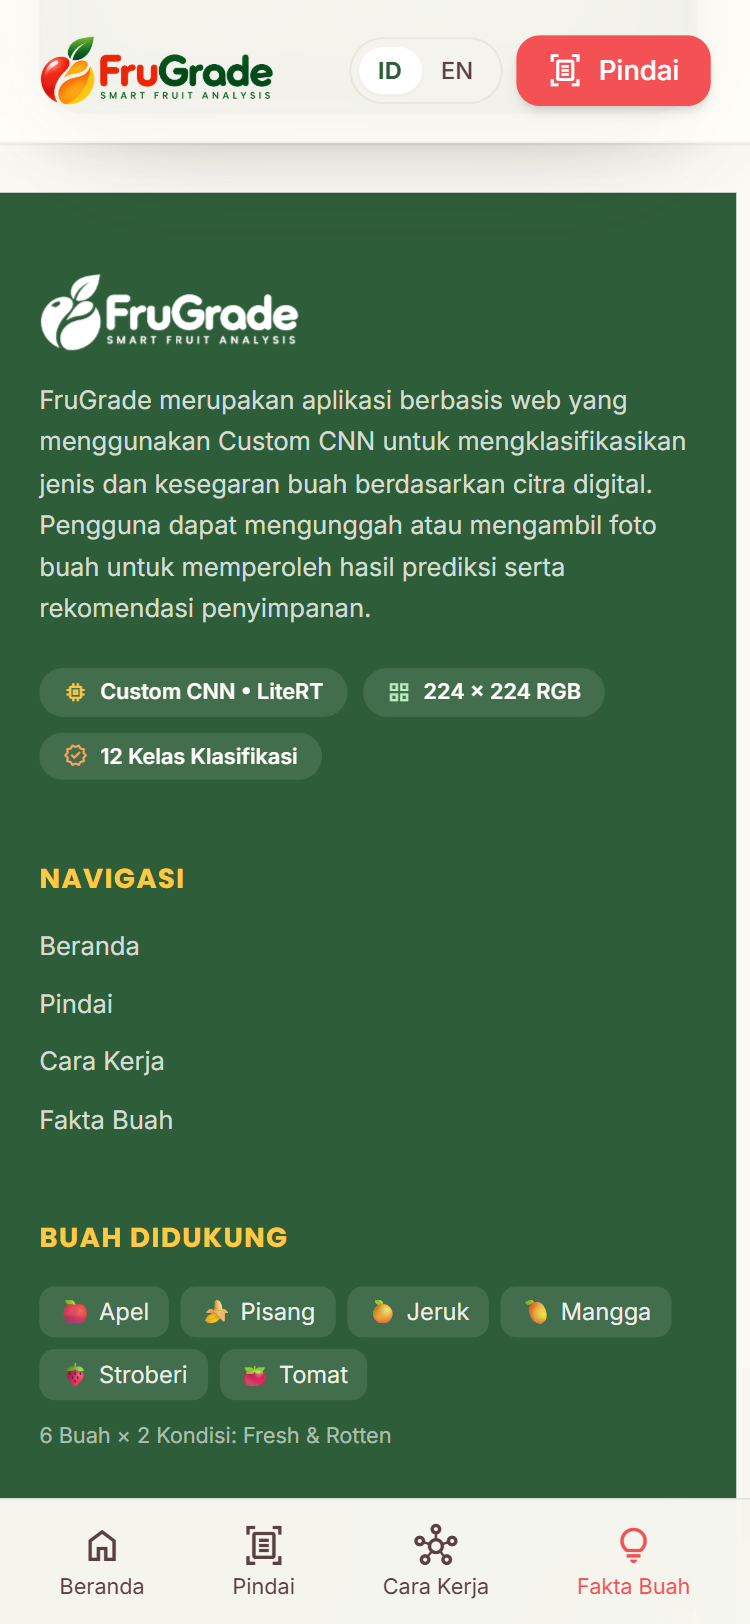 FruGrade
SMART FRUIT ANALYSIS
ID EN
Pindai
FruGrade
SMART FRUIT ANALYSIS
FruGrade merupakan aplikasi berbasis web yang
menggunakan Custom CNN untuk mengklasifikasikan
jenis dan kesegaran buah berdasarkan citra digital.
Pengguna dapat mengunggah atau mengambil foto
buah untuk memperoleh hasil prediksi serta
rekomendasi penyimpanan.
Custom CNN • LiteRT
224 × 224 RGB
12 Kelas Klasifikasi
NAVIGASI
Beranda
Pindai
Cara Kerja
Fakta Buah
BUAH DIDUKUNG
Apel Pisang Jeruk Mangga
Stroberi Tomat
6 Buah × 2 Kondisi: Fresh & Rotten
Beranda Pindai Cara Kerja Fakta Buah